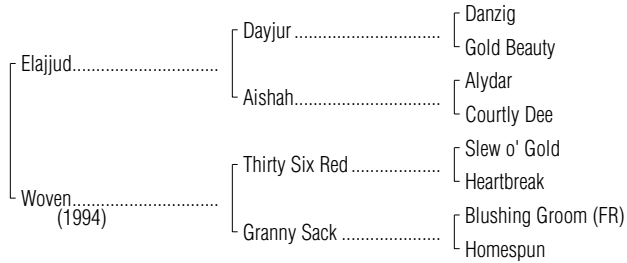 Danzig
Dayjur
Gold Beauty
Elajjud
Alydar
Aishah
Courtly Dee
Slew o' Gold
Thirty Six Red
Heartbreak
Woven
(1994)
Blushing Groom (FR)
Granny Sack
Homespun